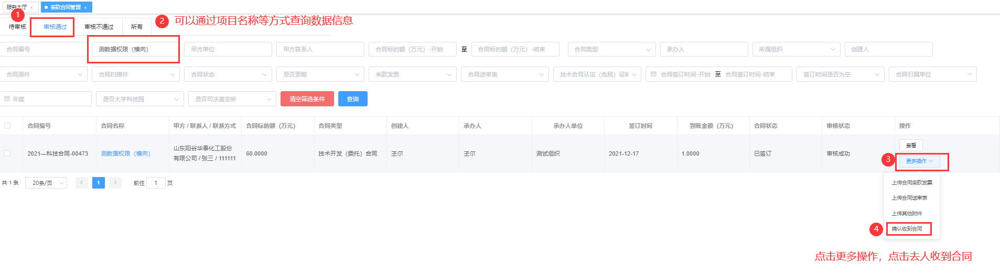 服务大厅 ×
来款合同管理 ×
1
待审核 审核通过 审核不通过 所有
2 可以通过项目名称等方式查询数据信息
合同编号 测数据权限（横向） 甲方单位 甲方联系人 合同标的额（万元）-开始 至 合同标的额（万元）-结束 合同类型 承办人 所属组织 创建人
合同原件 合同扫描件 合同状态 是否索赔 来款发票 合同送审表 技术合同认定（免税）证明 合同签订时间-开始 至 合同签订时间-结束 签订时间是否为空 合同归属单位
年度 是否大学科技园 是否司法鉴定所 清空筛选条件 查询
合同编号 合同名称 甲方 / 联系人 / 联系方式 合同标的额（万元） 合同类型 创建人 承办人 承办人单位 签订时间 到账金额（万元） 合同状态 审核状态 操作
2021—科技合同-00473 测数据权限（横向） 山东阳谷华泰化工股份
有限公司 / 张三 / 111111 60.0000 技术开发（委托）合同 王尔 王尔 测试组织 2021-12-17 1.0000 已签订 审核成功 查看
3 更多操作
共 1 条 20条/页 < 1 > 前往 1 页
上传合同来款发票
上传合同送审表
上传其他附件
4 确认收到合同
点击更多操作，点击去人收到合同